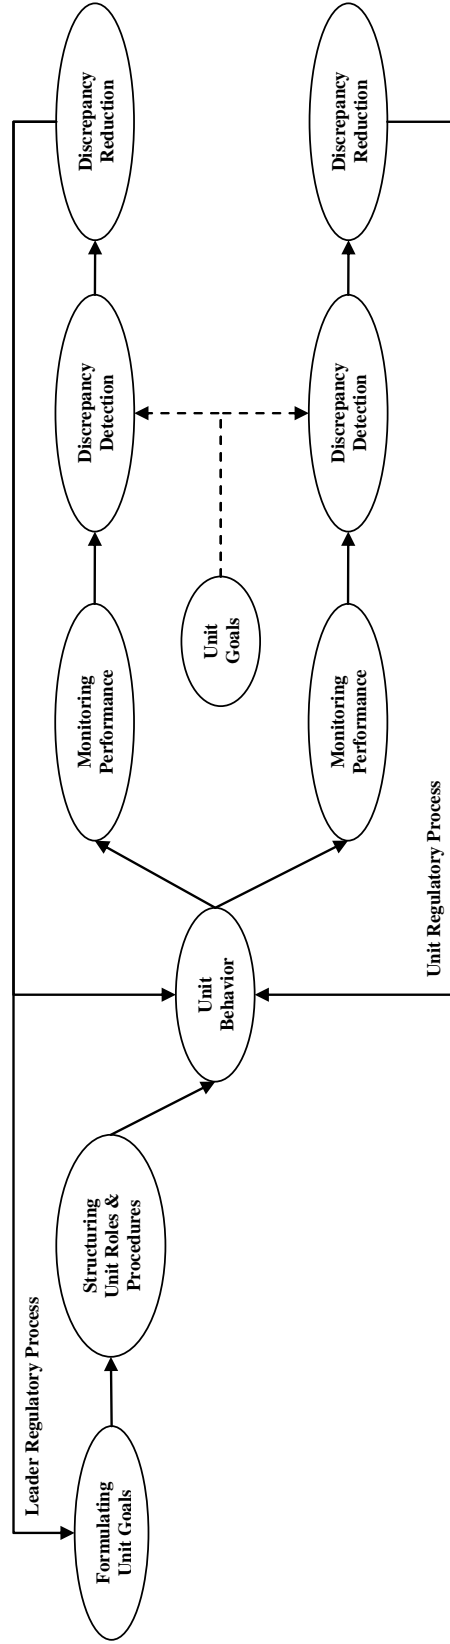 Leader Regulatory Process
Formulating
Unit Goals
Structuring
Unit Roles &
Procedures
Unit
Behavior
Monitoring
Performance
Discrepancy
Detection
Discrepancy
Reduction
Unit
Goals
Monitoring
Performance
Discrepancy
Detection
Discrepancy
Reduction
Unit Regulatory Process